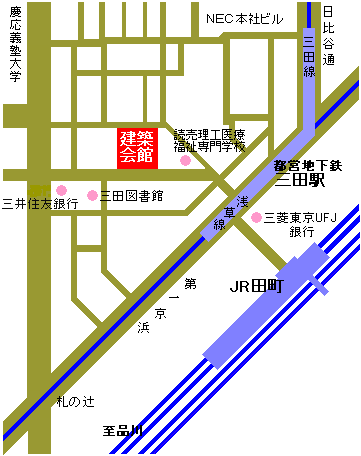 慶応義塾大学
NEC本社ビル
日比谷通
三田線
建築
会館
読売理工医療
福祉専門学校
都営地下鉄
三田駅
三井住友銀行
三田図書館
浅草線
三菱東京UFJ
銀行
JR田町
第一京浜
札の辻
至品川